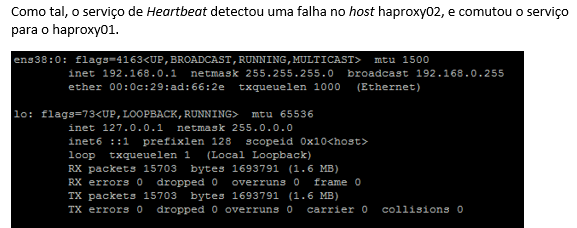 Como tal, o serviço de Heartbeat detectou uma falha no host haproxy02, e comutou o serviço
para o haproxy01.
ens38:0: flags=4163<UP,BROADCAST,RUNNING,MULTICAST>  mtu 1500
        inet 192.168.0.1  netmask 255.255.255.0  broadcast 192.168.0.255
        ether 00:0c:29:ad:66:2e  txqueuelen 1000  (Ethernet)
lo: flags=73<UP,LOOPBACK,RUNNING>  mtu 65536
        inet 127.0.0.1  netmask 255.0.0.0
        inet6 ::1  prefixlen 128  scopeid 0x10<host>
        loop  txqueuelen 1  (Local Loopback)
        RX packets 15703  bytes 1693791 (1.6 MB)
        RX errors 0  dropped 0  overruns 0  frame 0
        TX packets 15703  bytes 1693791 (1.6 MB)
        TX errors 0  dropped 0 overruns 0  carrier 0  collisions 0